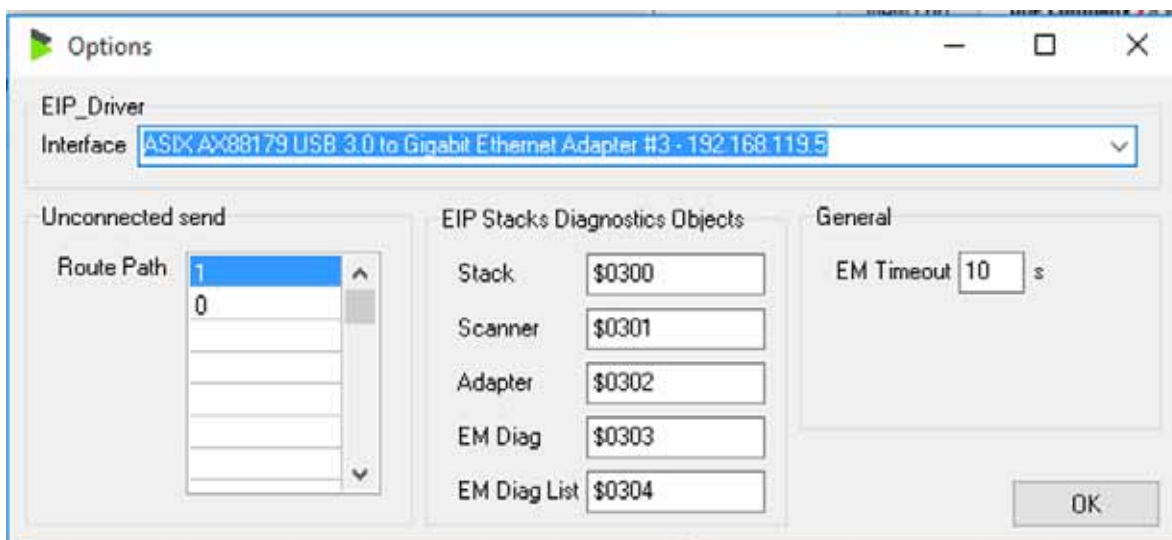 Options
EIP_Driver
Interface ASIX AX88179 USB 3.0 to Gigabit Ethernet Adapter #3 - 192.168.119.5
Unconnected send
Route Path 1
0
EIP Stacks Diagnostics Objects
Stack $0300
Scanner $0301
Adapter $0302
EM Diag $0303
EM Diag List $0304
General
EM Timeout 10 s
OK